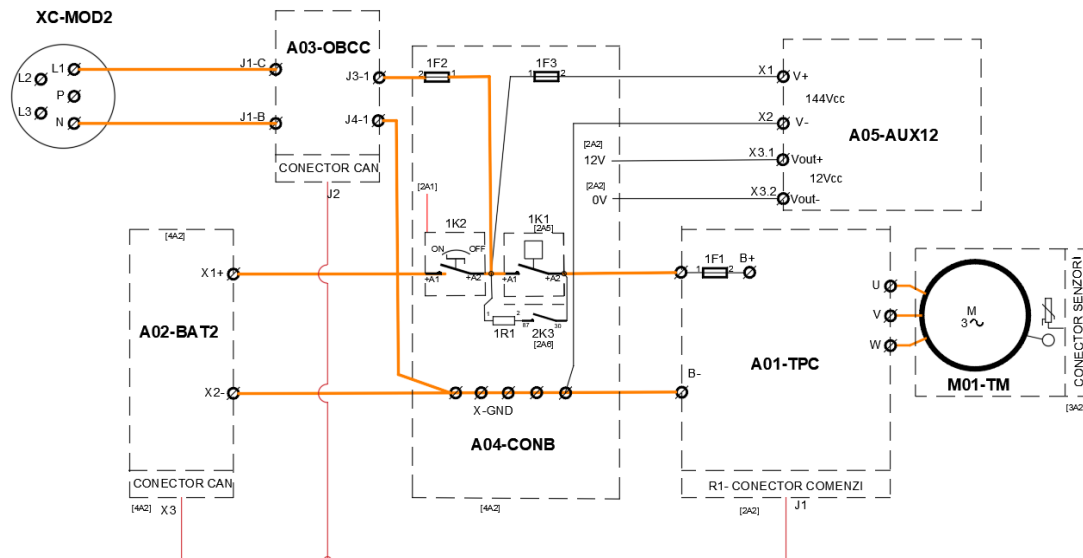 XC-MOD2
L1
L2
P
L3
N
J1-C
J1-B
A03-OBCC
J3-1
J4-1
CONECTOR CAN
J2
1F2
2
1
1F3
2
1
X1
V+
144Vcc
X2
V-
A05-AUX12
[2A2]
12V
X3.1
Vout+
12Vcc
[2A2]
0V
X3.2
Vout-
[2A1]
1K2
ON
OFF
+A1
+A2
1K1
[2A5]
+A1
+A2
1
2
1R1
87
30
2K3
[2A6]
[4A2]
X1+
A02-BAT2
X2-
CONECTOR CAN
[4A2]
X3
X-GND
A04-CONB
[4A2]
1F1
1
2
B+
B-
U
V
W
A01-TPC
R1- CONECTOR COMENZI
[2A2]
J1
M
3
M01-TM
CONECTOR SENZORI
[3A2